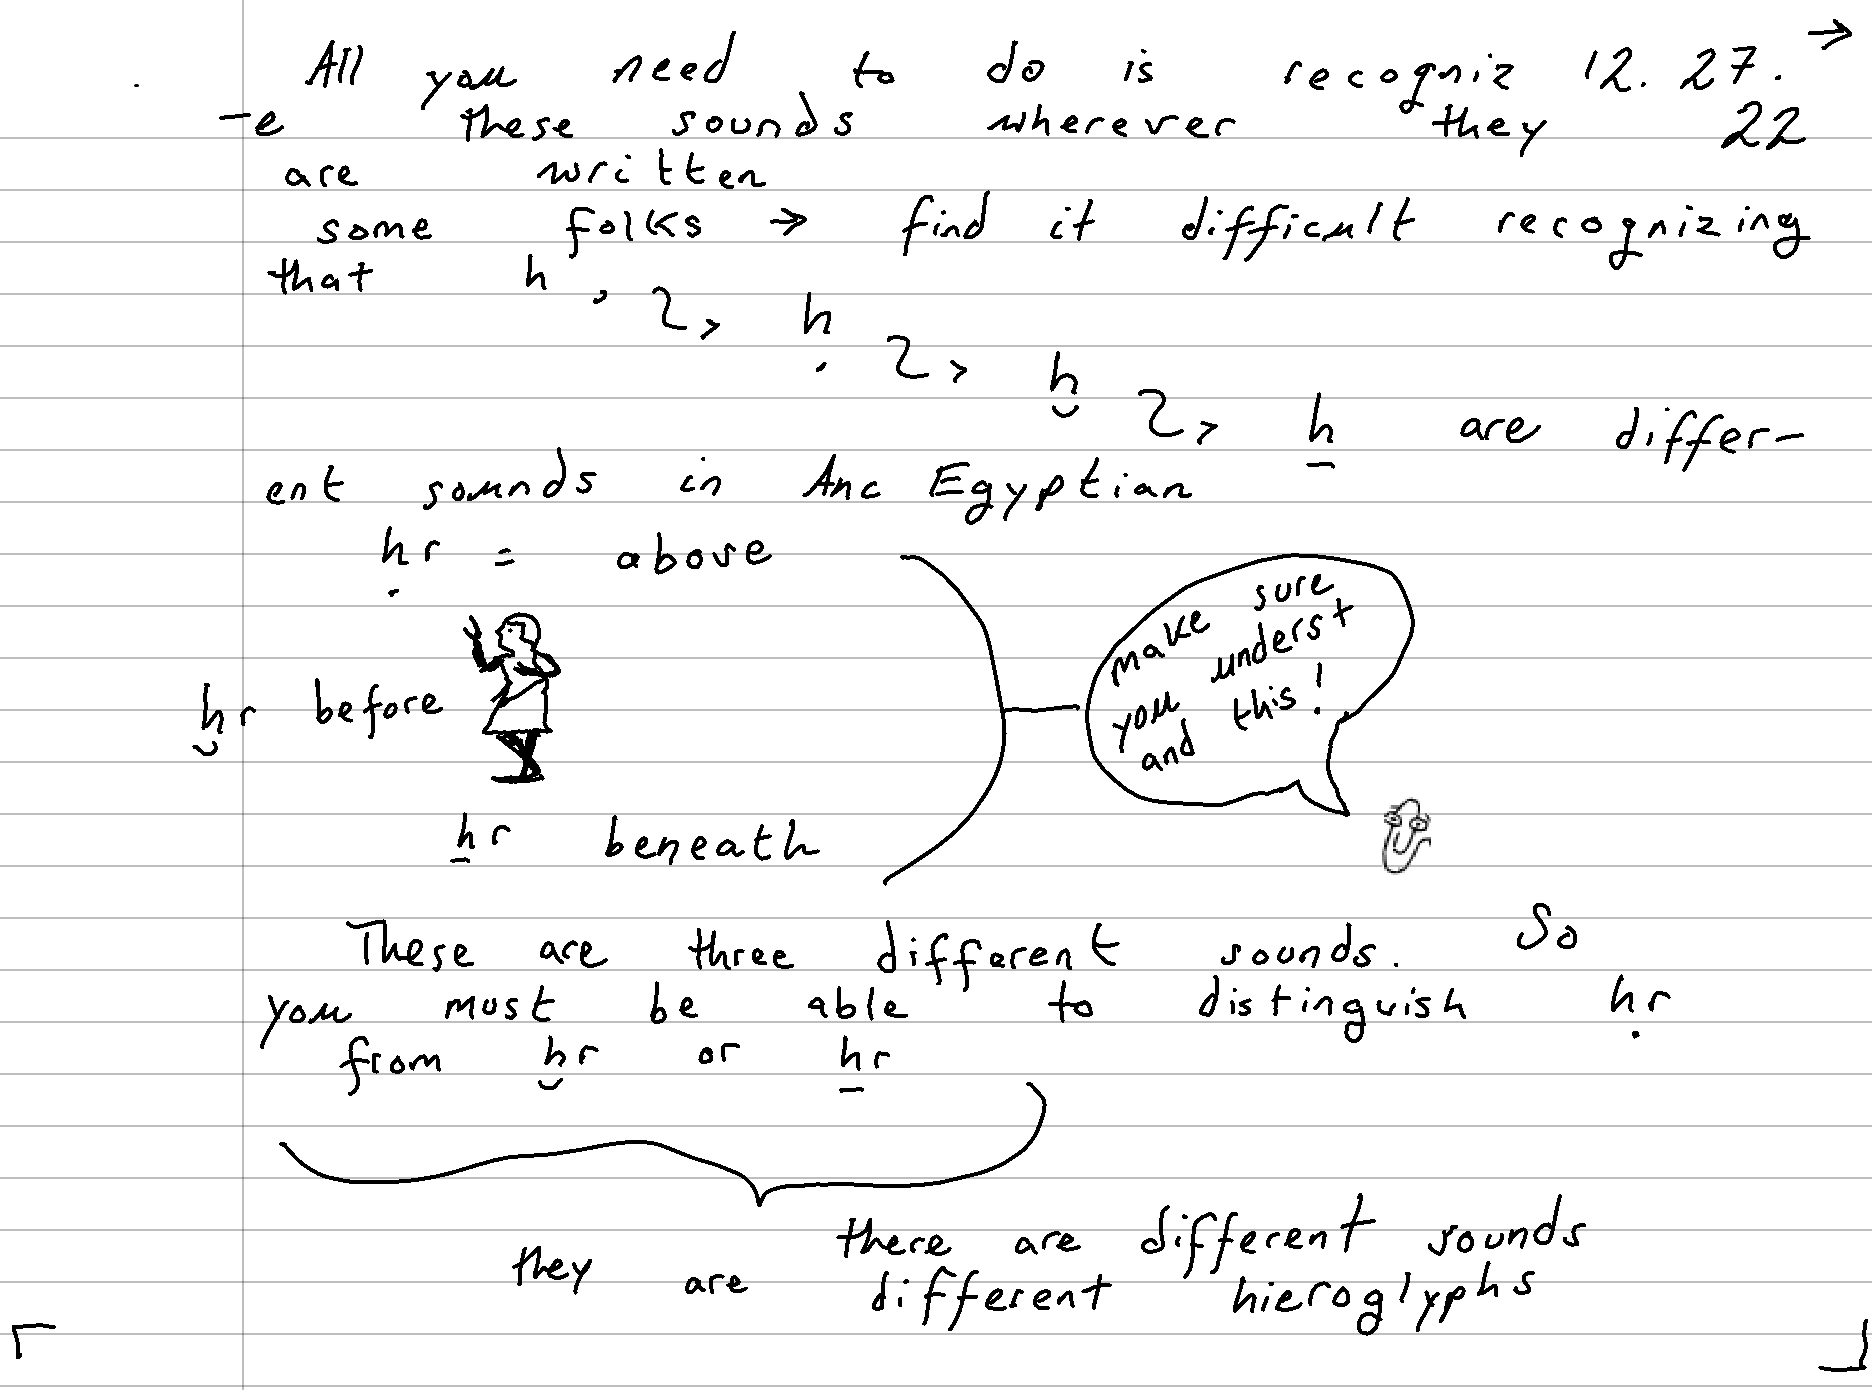 All you need to do is recogniz 12. 27. →
-e these sounds wherever they 22
are written
some folks → find it difficult recognizing
that h , 2, ḥ 2, ḫ 2, ẖ are differ-
ent sounds in Anc Egyptian
ḥr = above
ḫr before
ẖr beneath
make sure
you underst
and this!
These are three different sounds. So
you must be able to distinguish ḥr
from ḫr or ẖr
there are different sounds
they are different hieroglyphs